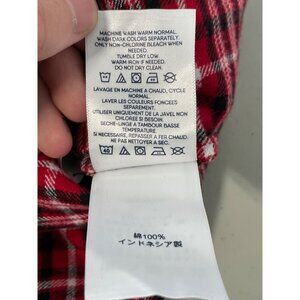 MACHINE WASH WARM NORMAL.
WASH DARK COLORS SEPARATELY.
ONLY NON-CHLORINE BLEACH WHEN
NEEDED.
TUMBLE DRY LOW.
WARM IRON IF NEEDED.
DO NOT DRY CLEAN.
LAVAGE EN MACHINE A CHAUD, CYCLE
NORMAL.
LAVER LES COULEURS FONCEES
SEPAREMENT.
UTILISER UNIQUEMENT DE LA JAVEL NON
CHLOREE SI BESOIN.
SECHE-LINGE A TAMBOUR BASSE
TEMPERATURE.
SI NECESSAIRE, REPASSER A FER CHAUD.
NE PAS NETTOYER A SEC.
40
綿100%
インドネシア製